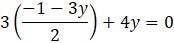 3((-1 - 3y)/2) + 4y = 0